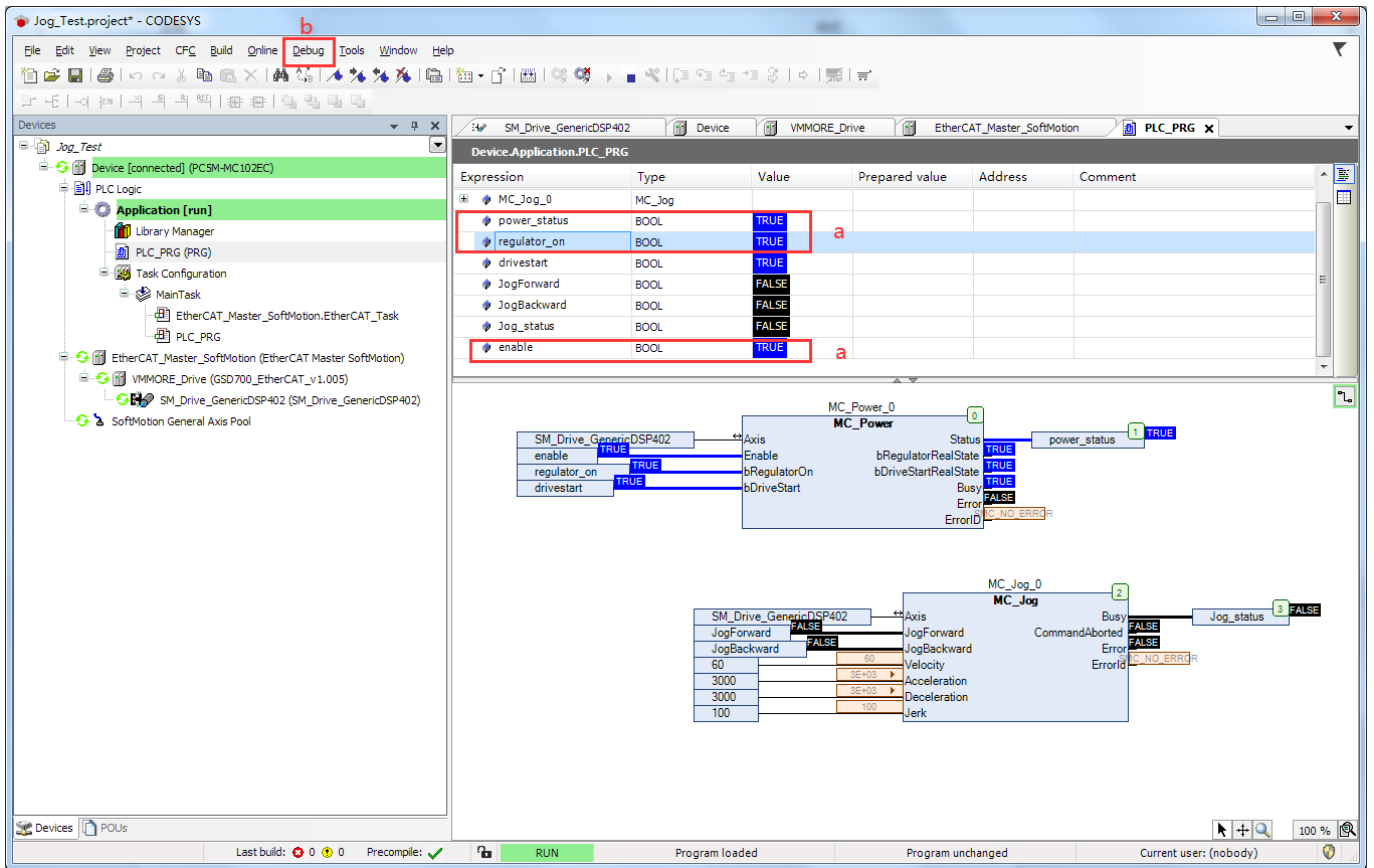 Jog_Test.project* - CODESYS
b
File Edit View Project CFC Build Online Debug Tools Window Help
Devices
SM_Drive_GenericDSP402 Device VMMORE_Drive EtherCAT_Master_SoftMotion PLC_PRG
Jog_Test
Device [connected] (PC5M-MC102EC)
PLC Logic
Application [run]
Library Manager
PLC_PRG (PRG)
Task Configuration
MainTask
EtherCAT_Master_SoftMotion.EtherCAT_Task
PLC_PRG
EtherCAT_Master_SoftMotion (EtherCAT Master SoftMotion)
VMMORE_Drive (GSD700_EtherCAT_v1.005)
SM_Drive_GenericDSP402 (SM_Drive_GenericDSP402)
SoftMotion General Axis Pool
Device.Application.PLC_PRG
Expression Type Value Prepared value Address Comment
MC_Jog_0 MC_Jog
power_status BOOL TRUE
a
regulator_on BOOL TRUE
drivestart BOOL TRUE
JogForward BOOL FALSE
JogBackward BOOL FALSE
Jog_status BOOL FALSE
enable BOOL TRUE a
MC_Power_0
0
MC_Power
SM_Drive_GenericDSP402 Axis Status power_status 1 TRUE
enable TRUE Enable bRegulatorRealState TRUE
regulator_on TRUE bRegulatorOn bDriveStartRealState TRUE
drivestart TRUE bDriveStart Busy TRUE
Error FALSE
ErrorID SMC_NO_ERROR
MC_Jog_0
2
MC_Jog
SM_Drive_GenericDSP402 Axis Busy Jog_status 3 FALSE
JogForward FALSE JogForward CommandAborted FALSE
JogBackward FALSE JogBackward Error FALSE
60 60 Velocity ErrorId SMC_NO_ERROR
3000 3E+03 Acceleration
3000 3E+03 Deceleration
100 100 Jerk
Devices POUs
100 %
Last build: 0 0 Precompile: RUN Program loaded Program unchanged Current user: (nobody)